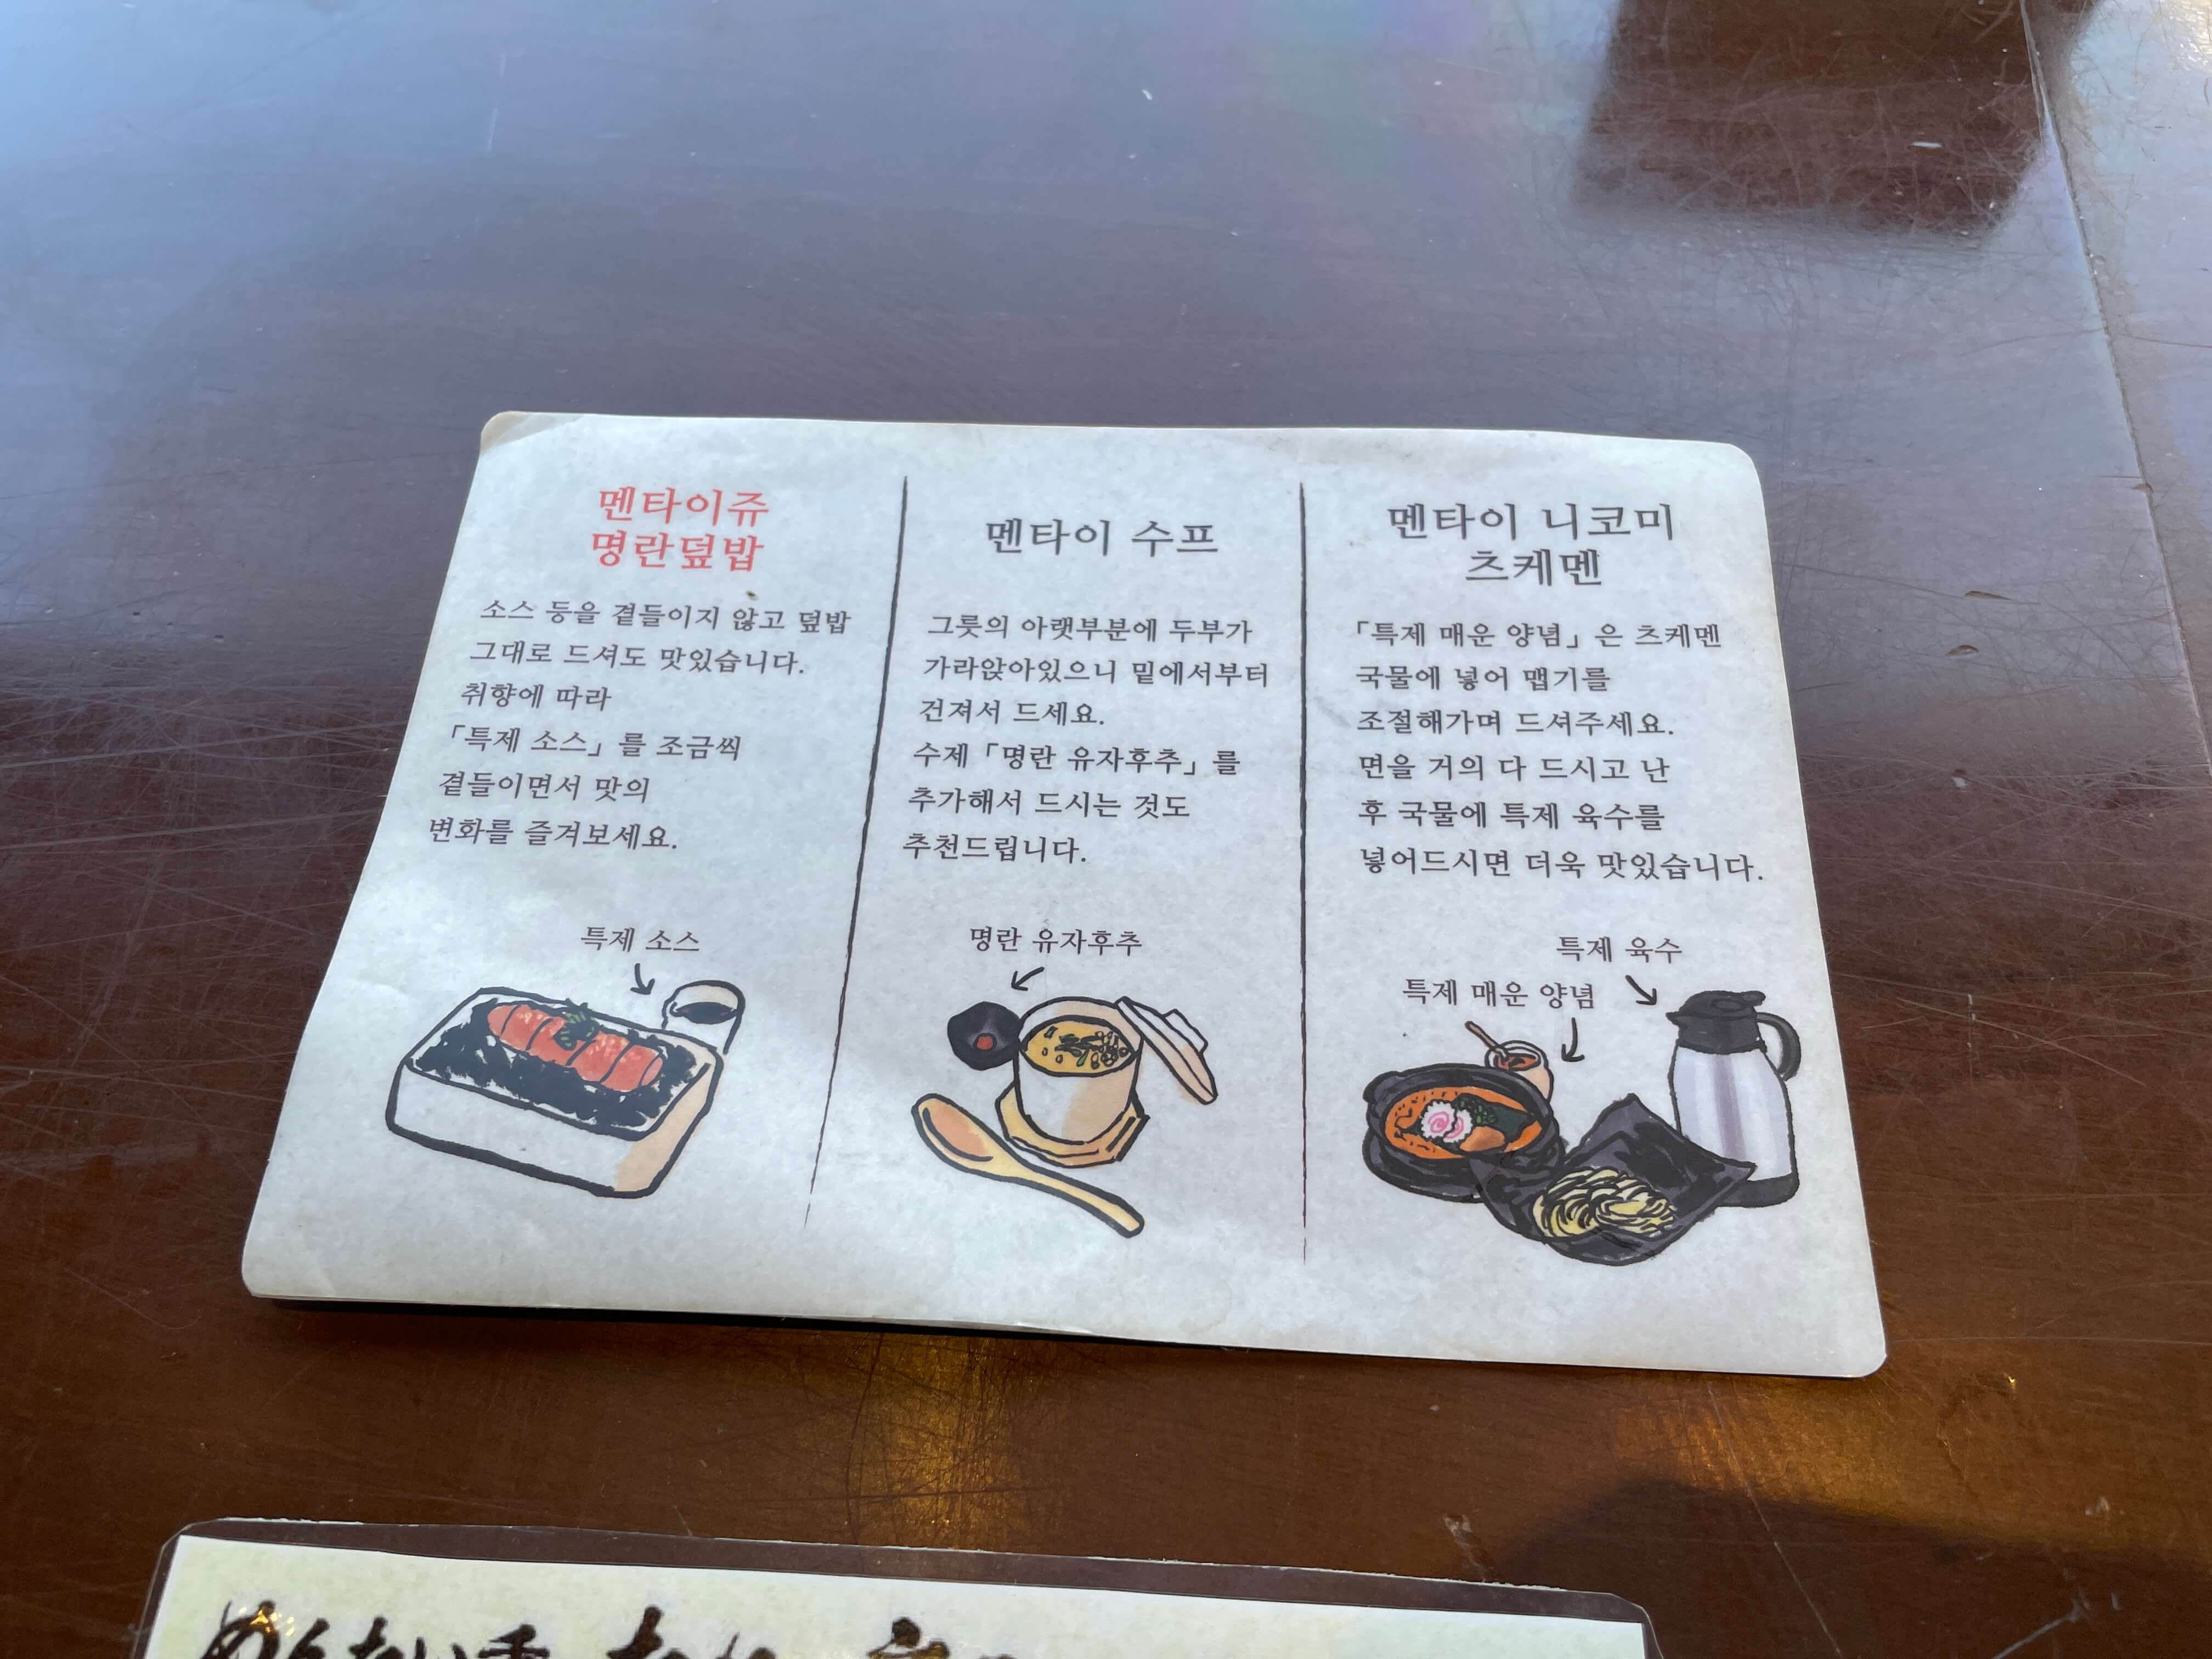 멘타이쥬
명란덮밥
소스 등을 곁들이지 않고 덮밥
그대로 드셔도 맛있습니다.
취향에 따라
「특제 소스」를 조금씩
곁들이면서 맛의
변화를 즐겨보세요.
특제 소스
멘타이 수프
그릇의 아랫부분에 두부가
가라앉아있으니 밑에서부터
건져서 드세요.
수제「명란 유자후추」를
추가해서 드시는 것도
추천드립니다.
명란 유자후추
멘타이 니코미
츠케멘
「특제 매운 양념」은 츠케멘
국물에 넣어 맵기를
조절해가며 드셔주세요.
면을 거의 다 드시고 난
후 국물에 특제 육수를
넣어드시면 더욱 맛있습니다.
특제 육수
특제 매운 양념